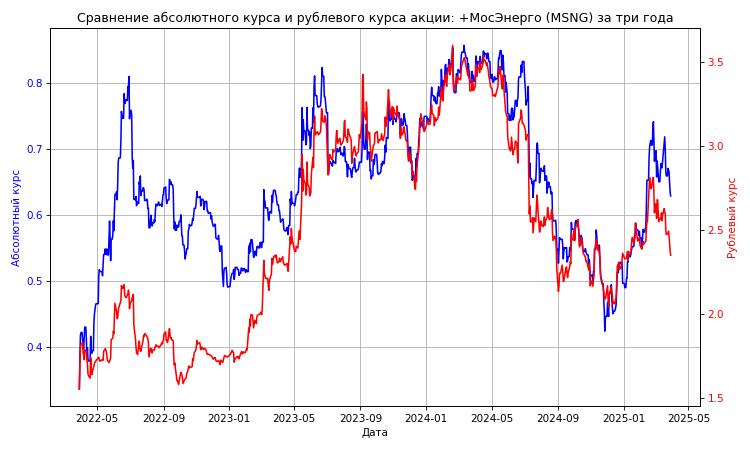 Сравнение абсолютного курса и рублевого курса акции: +МосЭнерго (MSNG) за три года
Абсолютный курс
0.8
0.7
0.6
0.5
0.4
3.5
3.0
2.5
2.0
1.5
Рублевый курс
2022-05 2022-09 2023-01 2023-05 2023-09 2024-01 2024-05 2024-09 2025-01 2025-05
Дата